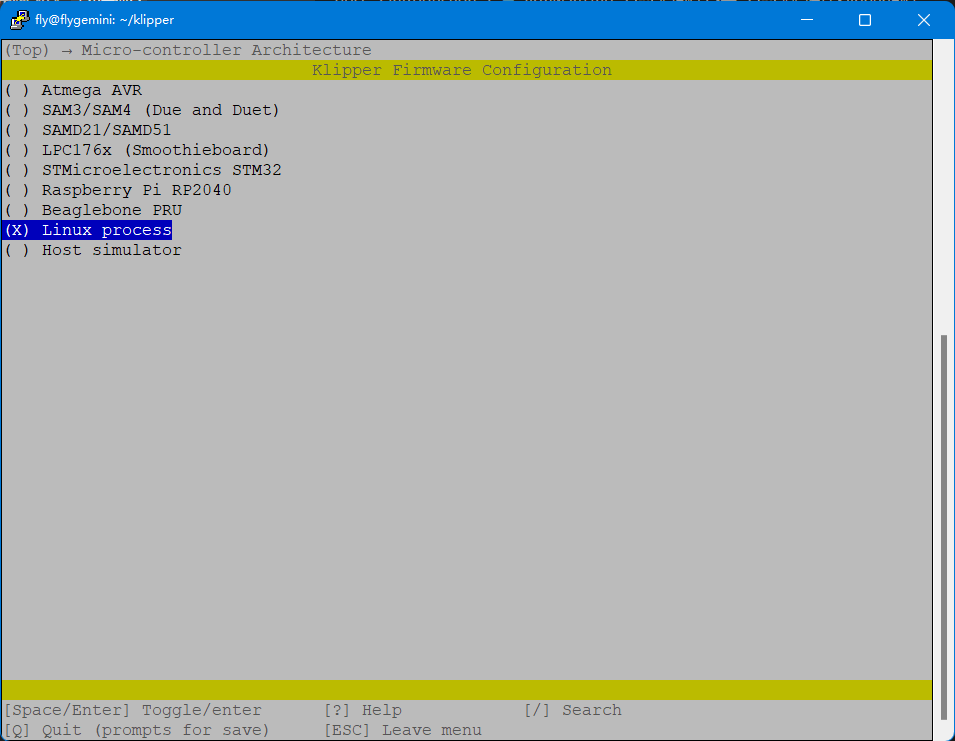 fly@flygemini: ~/klipper
(Top) → Micro-controller Architecture
Klipper Firmware Configuration
( ) Atmega AVR
( ) SAM3/SAM4 (Due and Duet)
( ) SAMD21/SAMD51
( ) LPC176x (Smoothieboard)
( ) STMicroelectronics STM32
( ) Raspberry Pi RP2040
( ) Beaglebone PRU
(X) Linux process
( ) Host simulator
[Space/Enter] Toggle/enter [?] Help [/] Search
[Q] Quit (prompts for save) [ESC] Leave menu